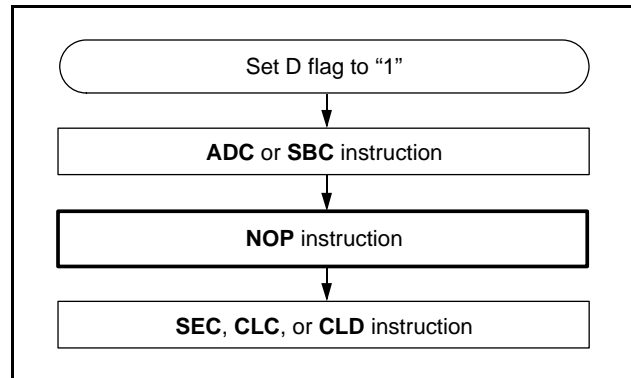 Set D flag to “1”
ADC or SBC instruction
NOP instruction
SEC, CLC, or CLD instruction